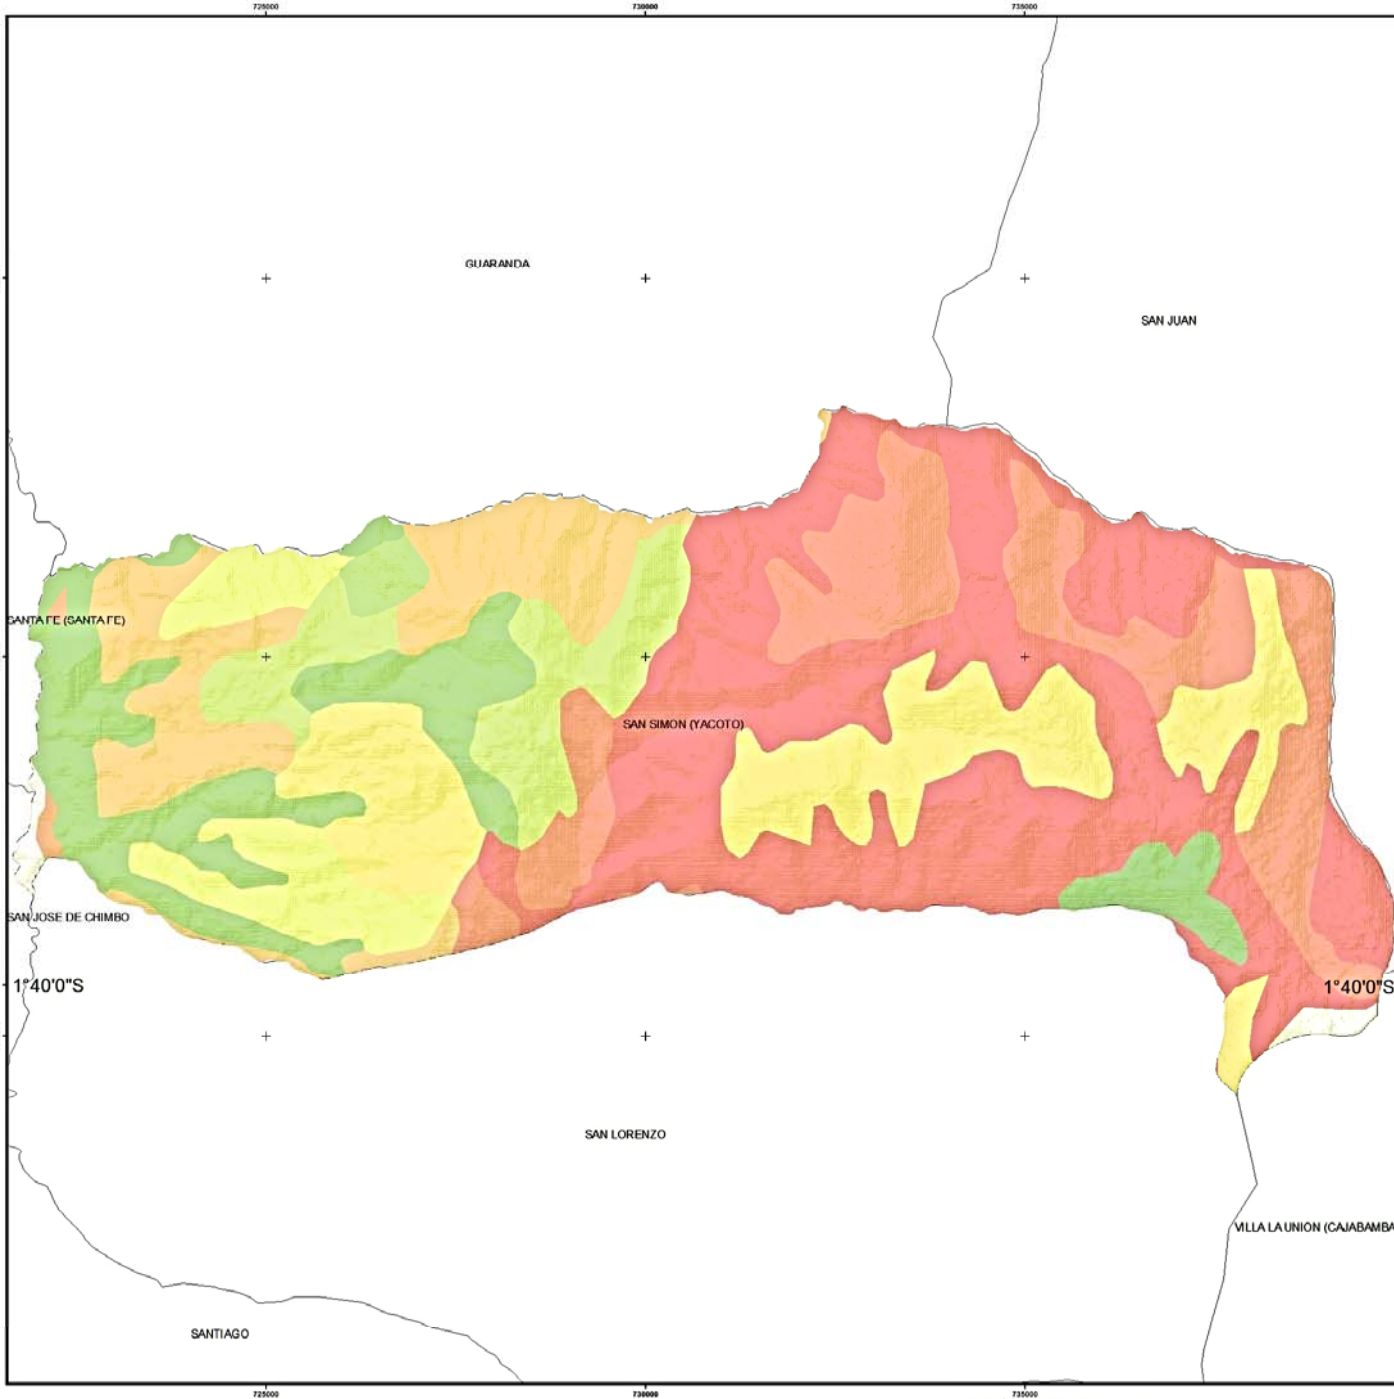 725000 730000 735000
GUARANDA
SAN JUAN
SANTA FE (SANTA FE)
SAN SIMON (YACOTO)
SAN JOSE DE CHIMBO
1°40'0"S 1°40'0"S
SAN LORENZO
VILLA LA UNION (CAJABAMBA
SANTIAGO
725000 730000 735000